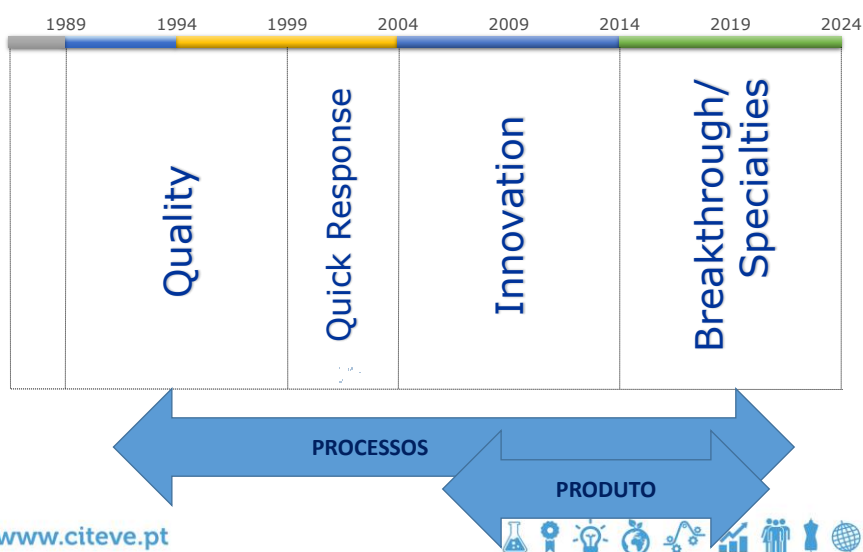 1989 1994 1999 2004 2009 2014 2019 2024
Quality
Quick Response
Innovation
Breakthrough/
Specialties
PROCESSOS
PRODUTO
www.citeve.pt